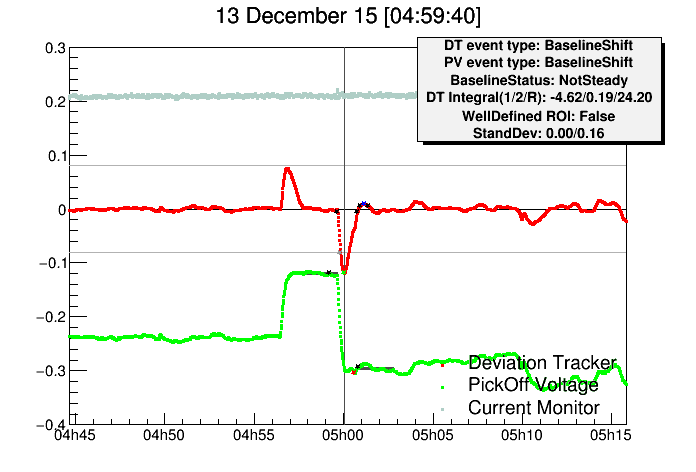 13 December 15 [04:59:40]
DT event type: BaselineShift
PV event type: BaselineShift
BaselineStatus: NotSteady
DT Integral(1/2/R): -4.62/0.19/24.20
WellDefined ROI: False
StandDev: 0.00/0.16
0.3
0.2
0.1
0
−0.1
−0.2
−0.3
−0.4
Deviation Tracker
PickOff Voltage
Current Monitor
04h45 04h50 04h55 05h00 05h05 05h10 05h15